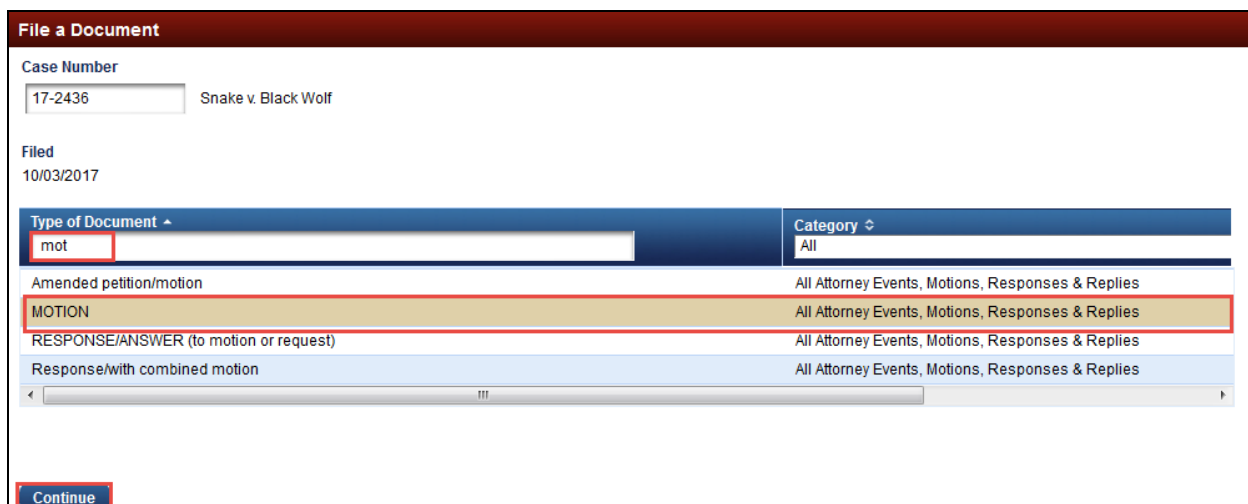 File a Document
Case Number
17-2436 Snake v. Black Wolf
Filed
10/03/2017
Type of Document Category
mot All
Amended petition/motion All Attorney Events, Motions, Responses & Replies
MOTION All Attorney Events, Motions, Responses & Replies
RESPONSE/ANSWER (to motion or request) All Attorney Events, Motions, Responses & Replies
Response/with combined motion All Attorney Events, Motions, Responses & Replies
Continue